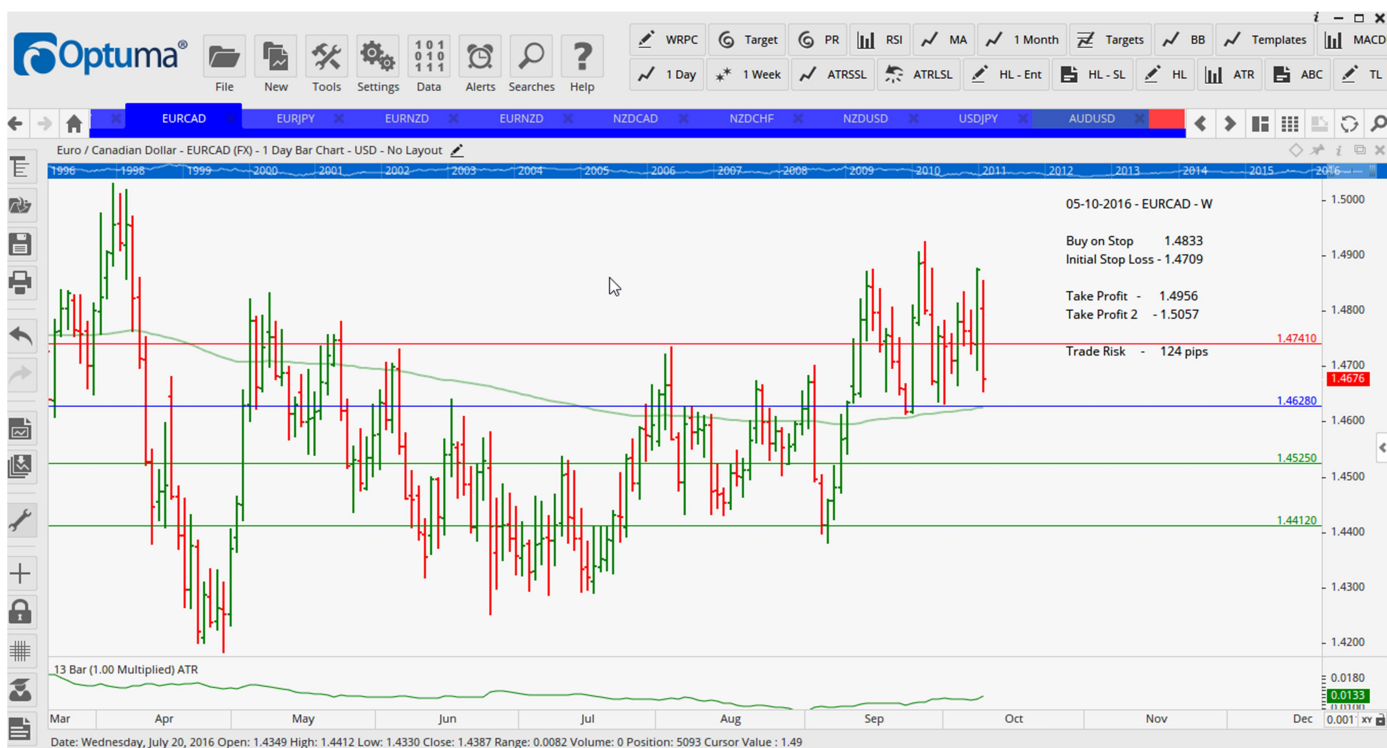 i
Optuma®
File
New
Tools
Settings
101
010
111
Data
Alerts
Searches
?
Help
WRPC
Target
PR
RSI
MA
1 Month
Targets
BB
Templates
MACD
1 Day
1 Week
ATRSSL
ATRLSL
HL - Ent
HL - SL
HL
ATR
ABC
TL
EURCAD
EURJPY
EURNZD
EURNZD
NZDCAD
NZDCHF
NZDUSD
USDJPY
AUDUSD
Euro / Canadian Dollar - EURCAD (FX) - 1 Day Bar Chart - USD - No Layout
i
1996 1998 1999 2000 2001 2002 2003 2004 2005 2006 2007 2008 2009 2010 2011 2012 2013 2014 2015 2016
05-10-2016 - EURCAD - W
Buy on Stop 1.4833
Initial Stop Loss - 1.4709
Take Profit - 1.4956
Take Profit 2 - 1.5057
Trade Risk - 124 pips
1.5000
1.4900
1.4800
1.47410
1.4700
1.4676
1.46280
1.4600
1.45250
1.4500
1.44120
1.4400
1.4300
1.4200
13 Bar (1.00 Multiplied) ATR
0.0180
0.0133
0.0100
Mar Apr May Jun Jul Aug Sep Oct Nov Dec
0.001 XY
Date: Wednesday, July 20, 2016 Open: 1.4349 High: 1.4412 Low: 1.4330 Close: 1.4387 Range: 0.0082 Volume: 0 Position: 5093 Cursor Value : 1.49